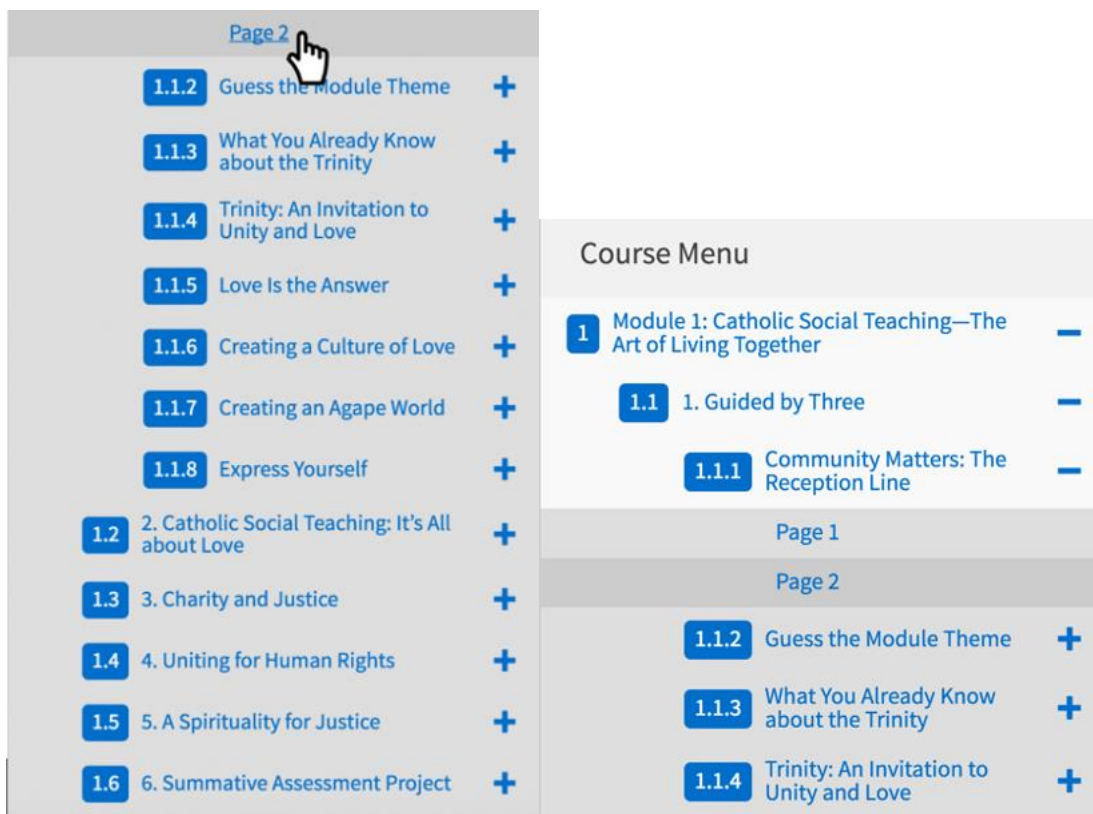 Page 2
1.1.2 Guess the Module Theme
1.1.3 What You Already Know
about the Trinity
1.1.4 Trinity: An Invitation to
Unity and Love
1.1.5 Love Is the Answer
1.1.6 Creating a Culture of Love
1.1.7 Creating an Agape World
1.1.8 Express Yourself
1.2 2. Catholic Social Teaching: It's All
about Love
1.3 3. Charity and Justice
1.4 4. Uniting for Human Rights
1.5 5. A Spirituality for Justice
1.6 6. Summative Assessment Project
Course Menu
1 Module 1: Catholic Social Teaching—The
Art of Living Together
1.1 1. Guided by Three
1.1.1 Community Matters: The
Reception Line
Page 1
Page 2
1.1.2 Guess the Module Theme
1.1.3 What You Already Know
about the Trinity
1.1.4 Trinity: An Invitation to
Unity and Love